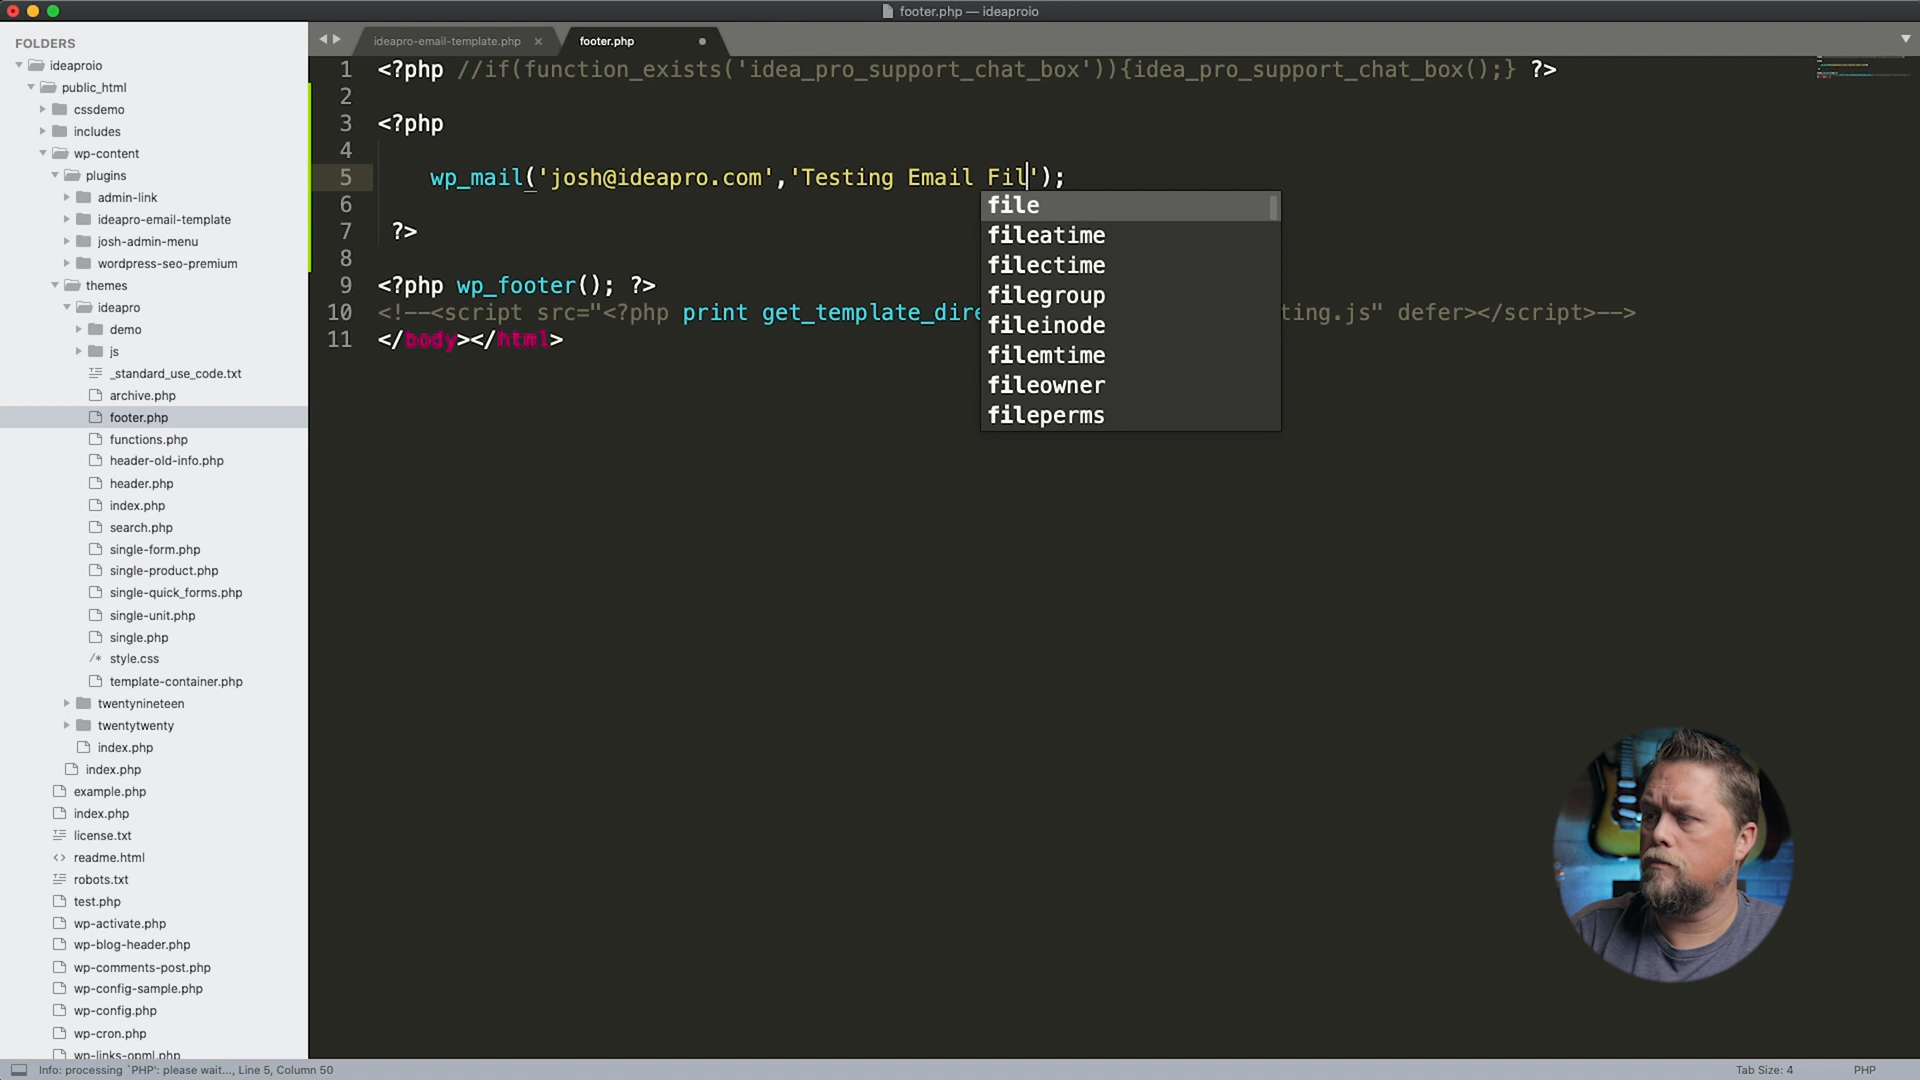 footer.php — ideaproio
FOLDERS
ideaproio
public_html
cssdemo
includes
wp-content
plugins
admin-link
ideapro-email-template
josh-admin-menu
wordpress-seo-premium
themes
ideapro
demo
js
_standard_use_code.txt
archive.php
footer.php
functions.php
header-old-info.php
header.php
index.php
search.php
single-form.php
single-product.php
single-quick_forms.php
single-unit.php
single.php
style.css
template-container.php
twentynineteen
twentytwenty
index.php
index.php
example.php
index.php
license.txt
readme.html
robots.txt
test.php
wp-activate.php
wp-blog-header.php
wp-comments-post.php
wp-config-sample.php
wp-config.php
wp-cron.php
wp-links-opml.php
ideapro-email-template.php
footer.php
1 <?php //if(function_exists('idea_pro_support_chat_box')){idea_pro_support_chat_box();} ?>
2
3 <?php
4
5 wp_mail('josh@ideapro.com','Testing Email Fil');
6
7 ?>
8
9 <?php wp_footer(); ?>
10 <!--<script src="<?php print get_template_dire ting.js" defer></script>-->
11 </body></html>
file
fileatime
filectime
filegroup
fileinode
filemtime
fileowner
fileperms
Info: processing `PHP': please wait..., Line 5, Column 50
Tab Size: 4
PHP